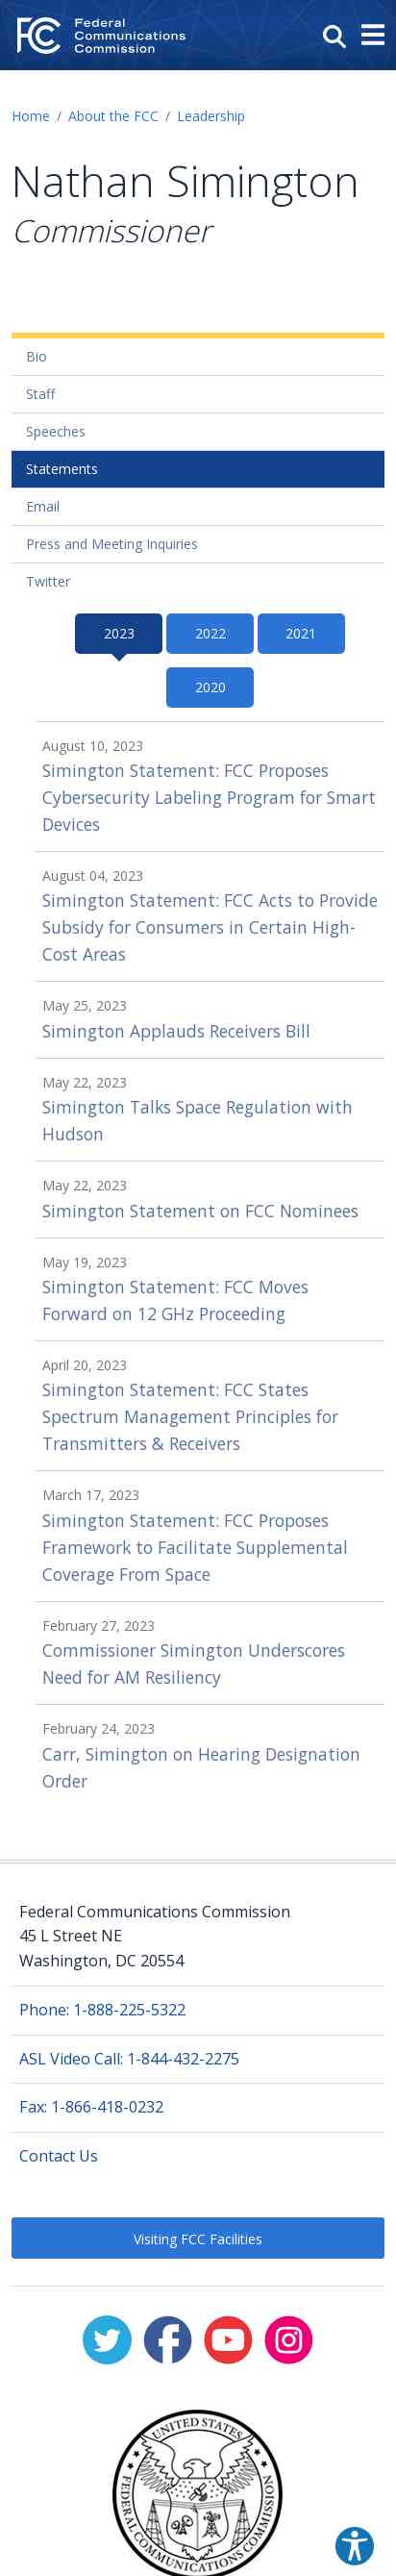 Federal
Communications
Commission
Home / About the FCC / Leadership
Nathan Simington
Commissioner
Bio
Staff
Speeches
Statements
Email
Press and Meeting Inquiries
Twitter
2023 2022 2021
2020
August 10, 2023
Simington Statement: FCC Proposes
Cybersecurity Labeling Program for Smart
Devices
August 04, 2023
Simington Statement: FCC Acts to Provide
Subsidy for Consumers in Certain High-
Cost Areas
May 25, 2023
Simington Applauds Receivers Bill
May 22, 2023
Simington Talks Space Regulation with
Hudson
May 22, 2023
Simington Statement on FCC Nominees
May 19, 2023
Simington Statement: FCC Moves
Forward on 12 GHz Proceeding
April 20, 2023
Simington Statement: FCC States
Spectrum Management Principles for
Transmitters & Receivers
March 17, 2023
Simington Statement: FCC Proposes
Framework to Facilitate Supplemental
Coverage From Space
February 27, 2023
Commissioner Simington Underscores
Need for AM Resiliency
February 24, 2023
Carr, Simington on Hearing Designation
Order
Federal Communications Commission
45 L Street NE
Washington, DC 20554
Phone: 1-888-225-5322
ASL Video Call: 1-844-432-2275
Fax: 1-866-418-0232
Contact Us
Visiting FCC Facilities
UNITED STATES
FEDERAL COMMUNICATIONS COMMISSION